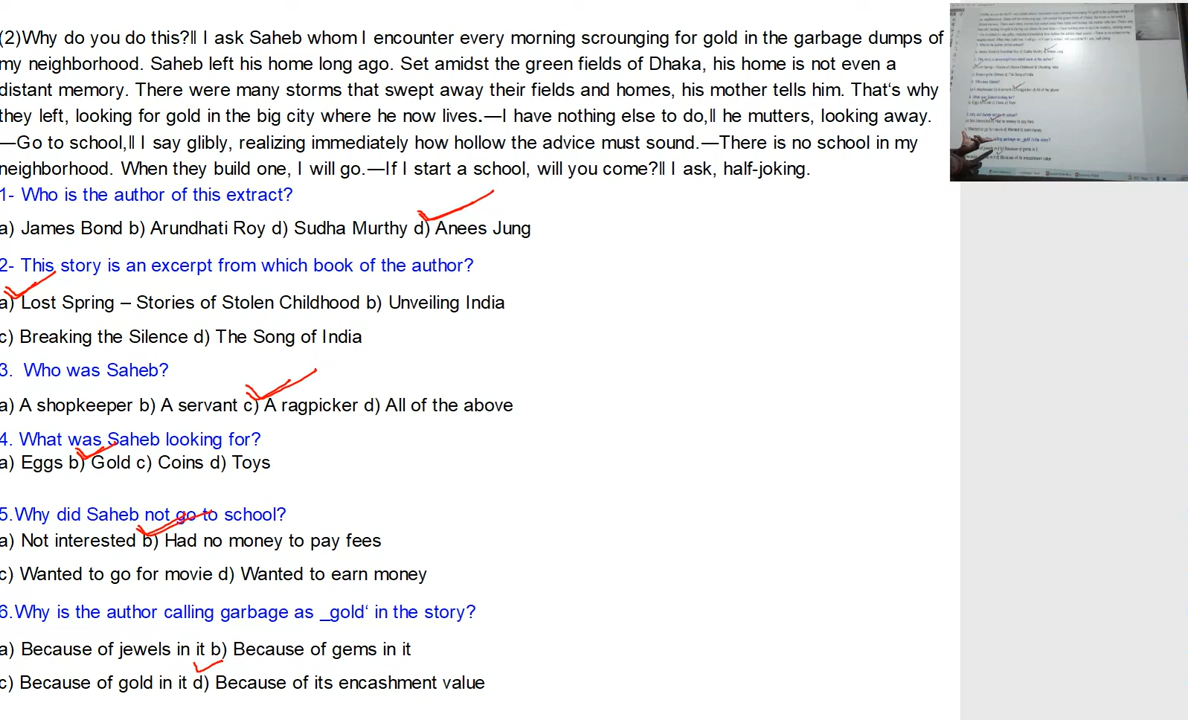 (2)Why do you do this?‖ I ask Saheb whom I encounter every morning scrounging for gold in the garbage dumps of
my neighborhood. Saheb left his home long ago. Set amidst the green fields of Dhaka, his home is not even a
distant memory. There were many storms that swept away their fields and homes, his mother tells him. That‘s why
they left, looking for gold in the big city where he now lives.―I have nothing else to do,‖ he mutters, looking away.
―Go to school,‖ I say glibly, realizing immediately how hollow the advice must sound.―There is no school in my
neighborhood. When they build one, I will go.―If I start a school, will you come?‖ I ask, half-joking.
1- Who is the author of this extract?
a) James Bond b) Arundhati Roy d) Sudha Murthy d) Anees Jung
2- This story is an excerpt from which book of the author?
a) Lost Spring – Stories of Stolen Childhood b) Unveiling India
c) Breaking the Silence d) The Song of India
3. Who was Saheb?
a) A shopkeeper b) A servant c) A ragpicker d) All of the above
4. What was Saheb looking for?
a) Eggs b) Gold c) Coins d) Toys
5.Why did Saheb not go to school?
a) Not interested b) Had no money to pay fees
c) Wanted to go for movie d) Wanted to earn money
6.Why is the author calling garbage as _gold‘ in the story?
a) Because of jewels in it b) Because of gems in it
c) Because of gold in it d) Because of its encashment value